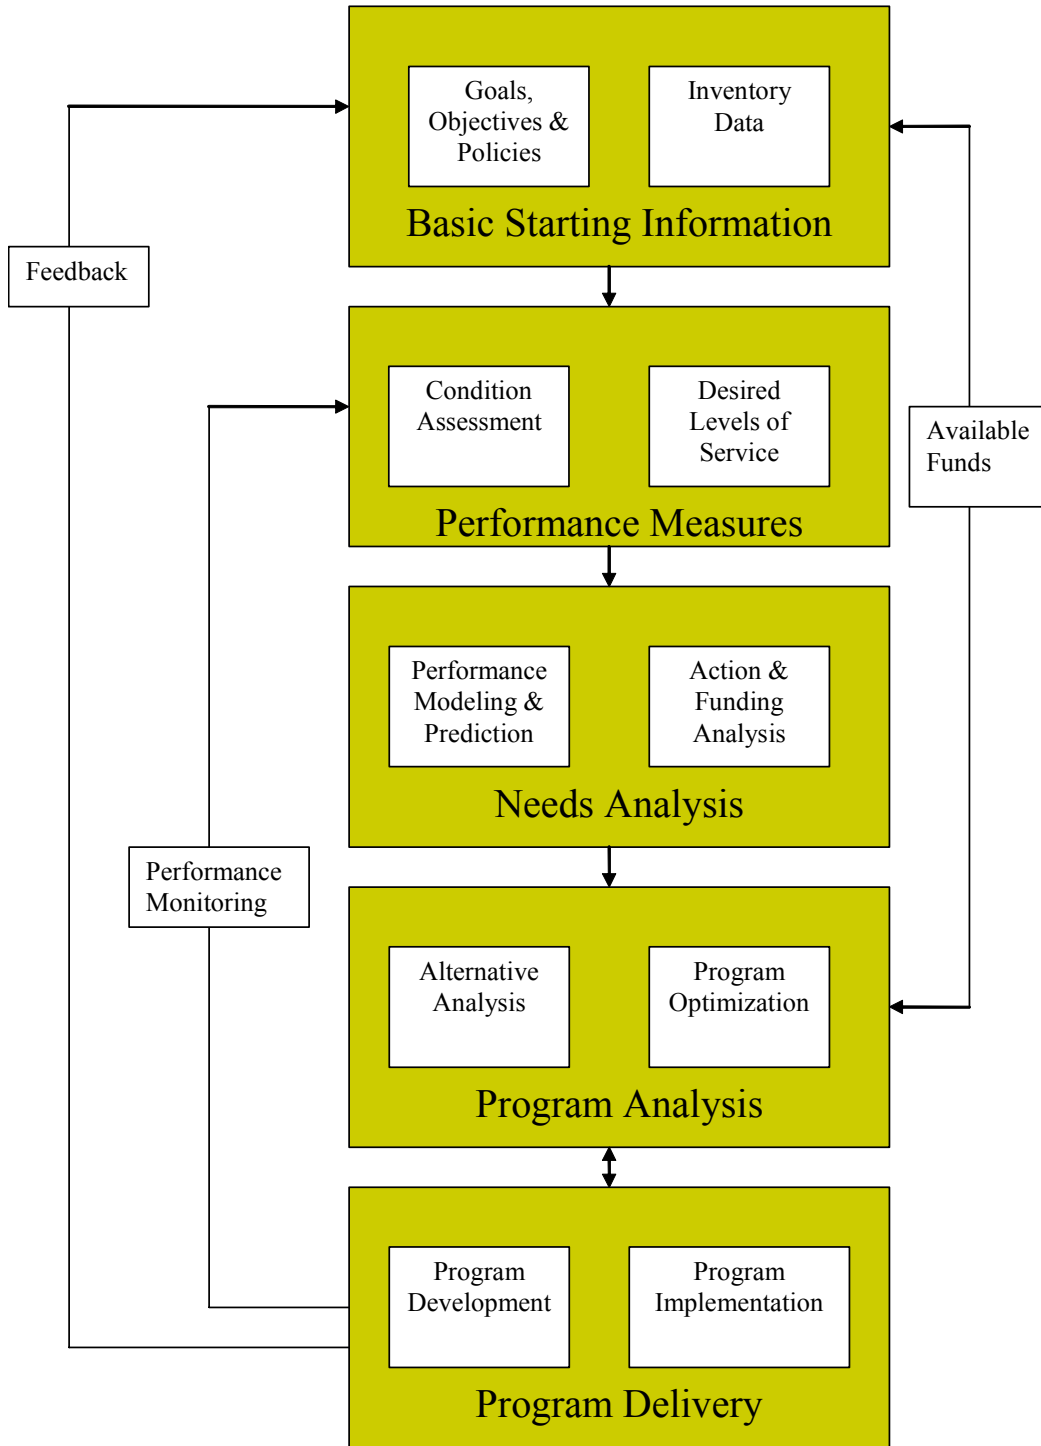 Goals,
Objectives &
Policies
Inventory
Data
Basic Starting Information
Feedback
Condition
Assessment
Desired
Levels of
Service
Available
Funds
Performance Measures
Performance
Modeling &
Prediction
Action &
Funding
Analysis
Needs Analysis
Performance
Monitoring
Alternative
Analysis
Program
Optimization
Program Analysis
Program
Development
Program
Implementation
Program Delivery